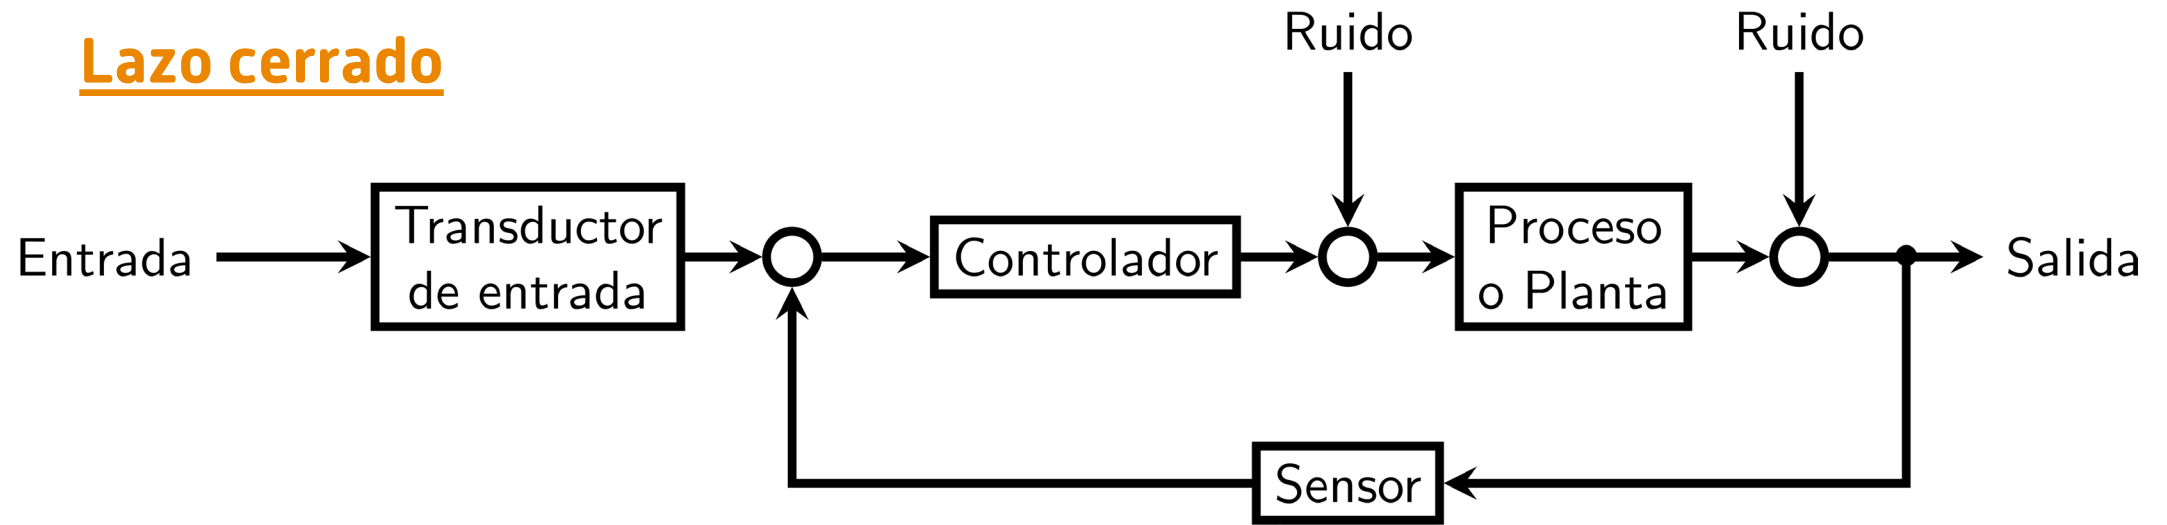 Lazo cerrado
Ruido
Ruido
Entrada
Transductor
de entrada
Controlador
Proceso
o Planta
Salida
Sensor